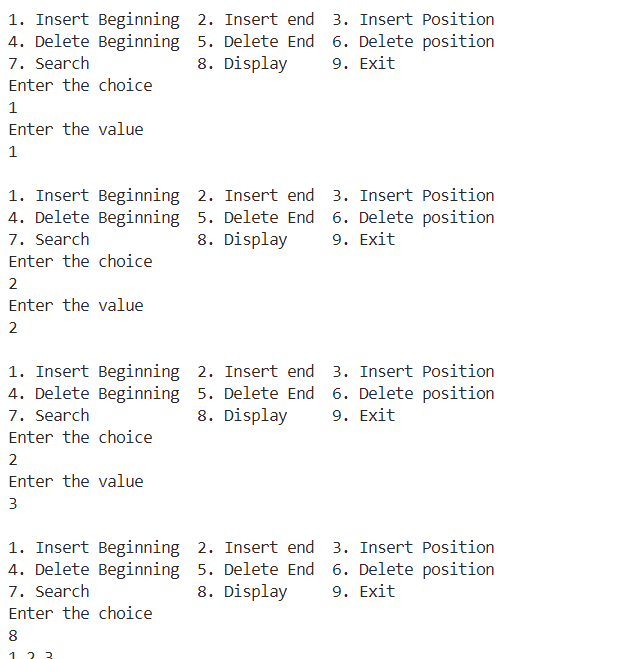 1. Insert Beginning  2. Insert end  3. Insert Position
4. Delete Beginning  5. Delete End  6. Delete position
7. Search            8. Display     9. Exit
Enter the choice
1
Enter the value
1

1. Insert Beginning  2. Insert end  3. Insert Position
4. Delete Beginning  5. Delete End  6. Delete position
7. Search            8. Display     9. Exit
Enter the choice
2
Enter the value
2

1. Insert Beginning  2. Insert end  3. Insert Position
4. Delete Beginning  5. Delete End  6. Delete position
7. Search            8. Display     9. Exit
Enter the choice
2
Enter the value
3

1. Insert Beginning  2. Insert end  3. Insert Position
4. Delete Beginning  5. Delete End  6. Delete position
7. Search            8. Display     9. Exit
Enter the choice
8
1 2 3